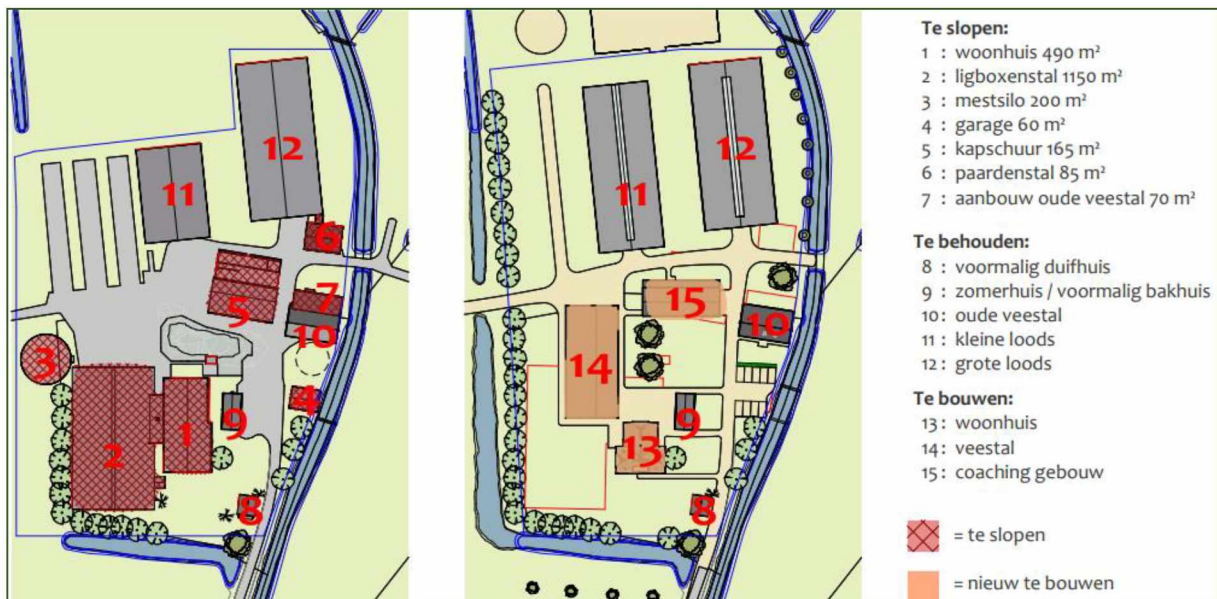 12
11
6
5
7
10
3
4
9
1
2
8
12
11
15
10
14
9
13
8
Te slopen:
1 : woonhuis 490 m²
2 : ligboxenstal 1150 m²
3 : mestsilo 200 m²
4 : garage 60 m²
5 : kapschuur 165 m²
6 : paardenstal 85 m²
7 : aanbouw oude veestal 70 m²
Te behouden:
8 : voormalig duifhuis
9 : zomerhuis / voormalig bakhuis
10 : oude veestal
11 : kleine loods
12 : grote loods
Te bouwen:
13 : woonhuis
14 : veestal
15 : coaching gebouw
= te slopen
= nieuw te bouwen